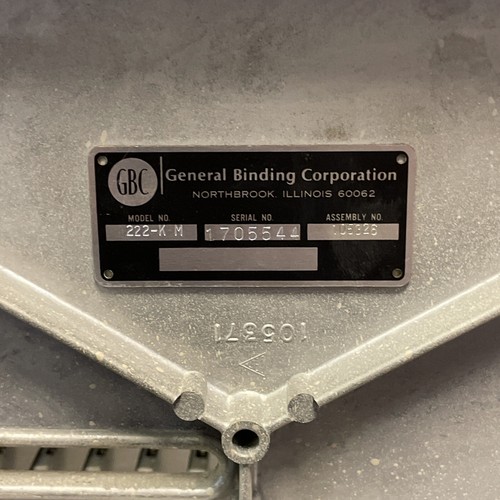 GBC
General Binding Corporation
NORTHBROOK, ILLINOIS 60062
MODEL NO. SERIAL NO. ASSEMBLY NO.
222-K M 1705544
105371